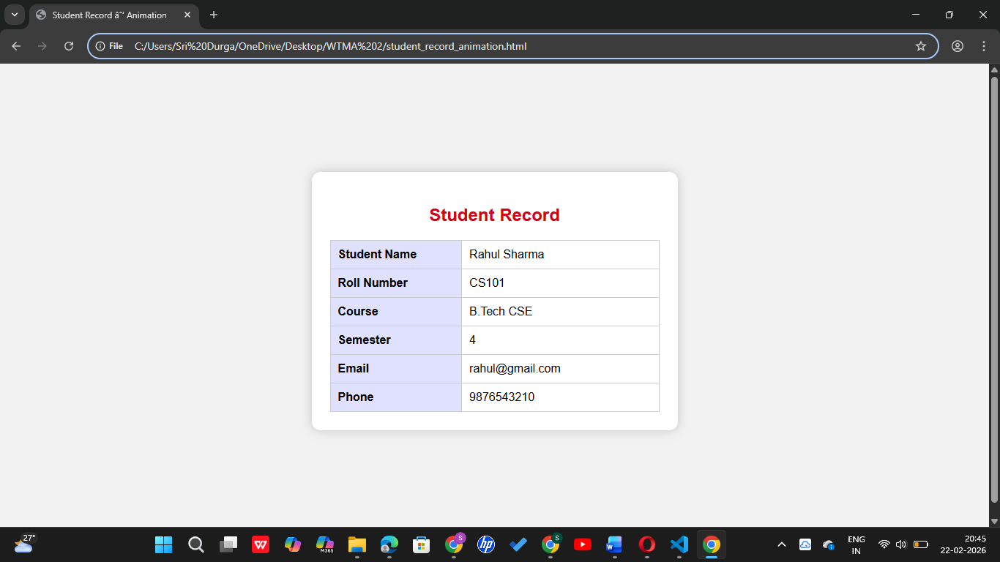 Student Record â˜ Animation
File
C:/Users/Sri%20Durga/OneDrive/Desktop/WTMA%202/student_record_animation.html
Student Record
Student Name Rahul Sharma
Roll Number CS101
Course B.Tech CSE
Semester 4
Email rahul@gmail.com
Phone 9876543210
27°
W
M365
S
hp
S
W
ENG
IN
20:45
22-02-2026